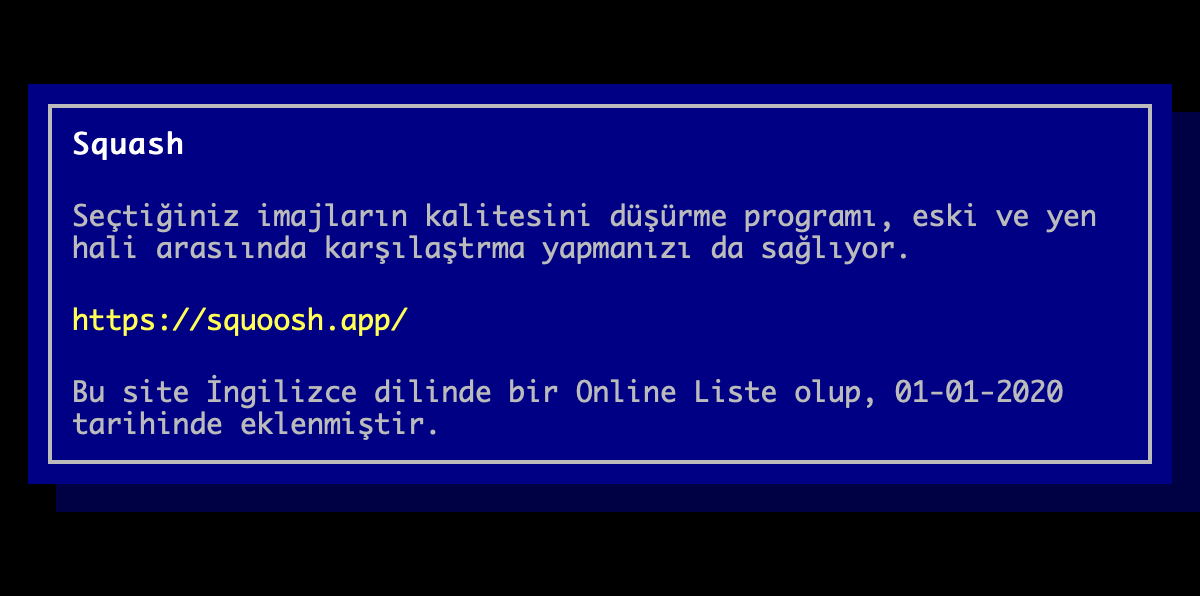 Squash
Seçtiğiniz imajların kalitesini düşürme programı, eski ve yen
hali arasıında karşılaştrma yapmanızı da sağlıyor.
https://squoosh.app/
Bu site İngilizce dilinde bir Online Liste olup, 01-01-2020
tarihinde eklenmiştir.